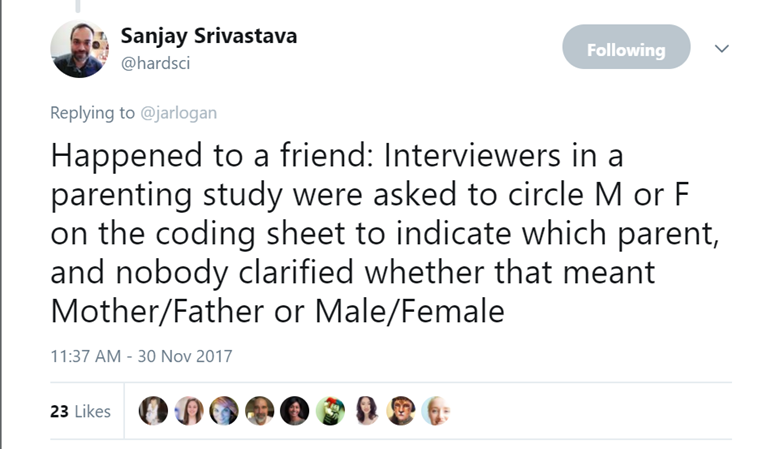 Sanjay Srivastava
@hardsci
Following
Replying to @jarlogan
Happened to a friend: Interviewers in a
parenting study were asked to circle M or F
on the coding sheet to indicate which parent,
and nobody clarified whether that meant
Mother/Father or Male/Female
11:37 AM - 30 Nov 2017
23 Likes